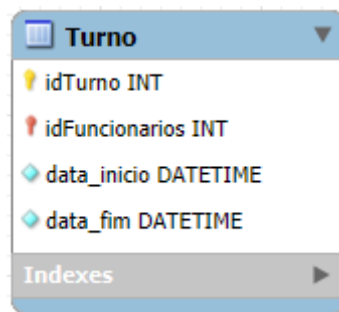 Turno
idTurno INT
idFuncionarios INT
data_inicio DATETIME
data_fim DATETIME
Indexes